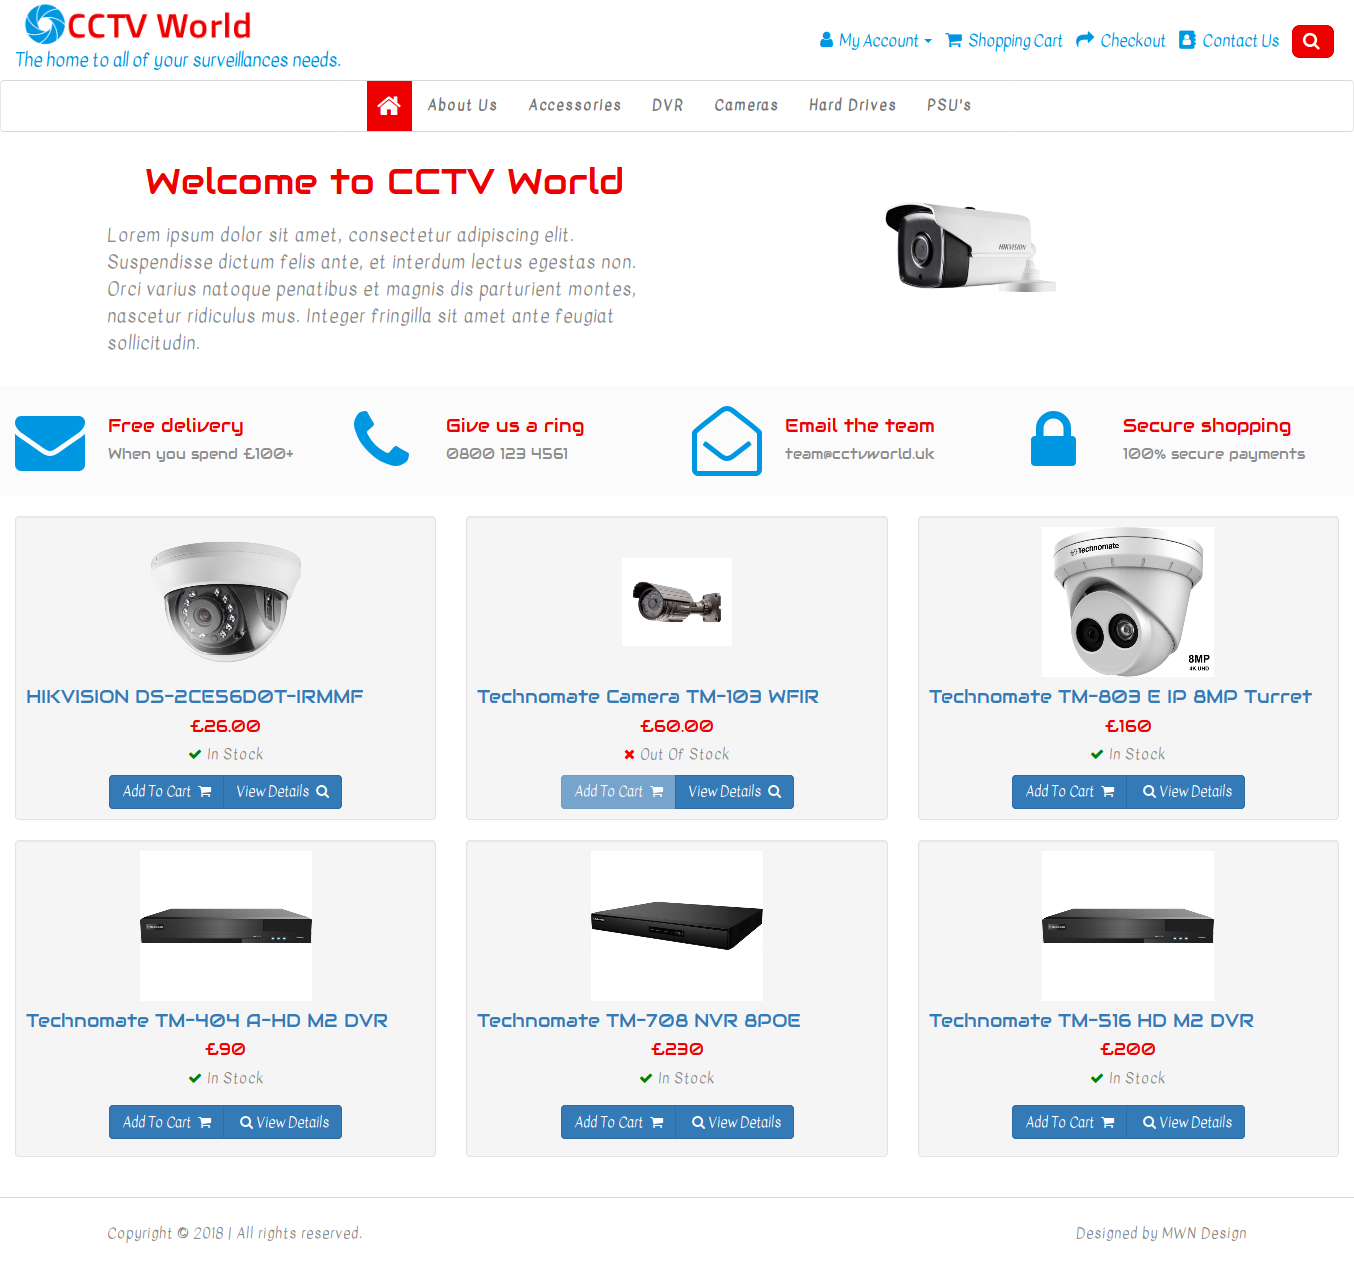 CCTV World
The home to all of your surveillances needs.
My Account Shopping Cart Checkout Contact Us
About Us Accessories DVR Cameras Hard Drives PSU's
Welcome to CCTV World
Lorem ipsum dolor sit amet, consectetur adipiscing elit.
Suspendisse dictum felis ante, et interdum lectus egestas non.
Orci varius natoque penatibus et magnis dis parturient montes,
nascetur ridiculus mus. Integer fringilla sit amet ante feugiat
sollicitudin.
HIKVISION
Free delivery
When you spend £100+
Give us a ring
0800 123 4561
Email the team
team@cctvworld.uk
Secure shopping
100% secure payments
HIKVISION DS-2CE56D0T-IRMMF
£26.00
In Stock
Add To Cart View Details
Technomate Camera TM-103 WFIR
£60.00
Out Of Stock
Add To Cart View Details
Technomate
8MP
4K UHD
Technomate TM-803 E IP 8MP Turret
£160
In Stock
Add To Cart View Details
Technomate TM-404 A-HD M2 DVR
£90
In Stock
Add To Cart View Details
Technomate TM-708 NVR 8POE
£230
In Stock
Add To Cart View Details
Technomate TM-516 HD M2 DVR
£200
In Stock
Add To Cart View Details
Copyright © 2018 | All rights reserved.
Designed by MWN Design